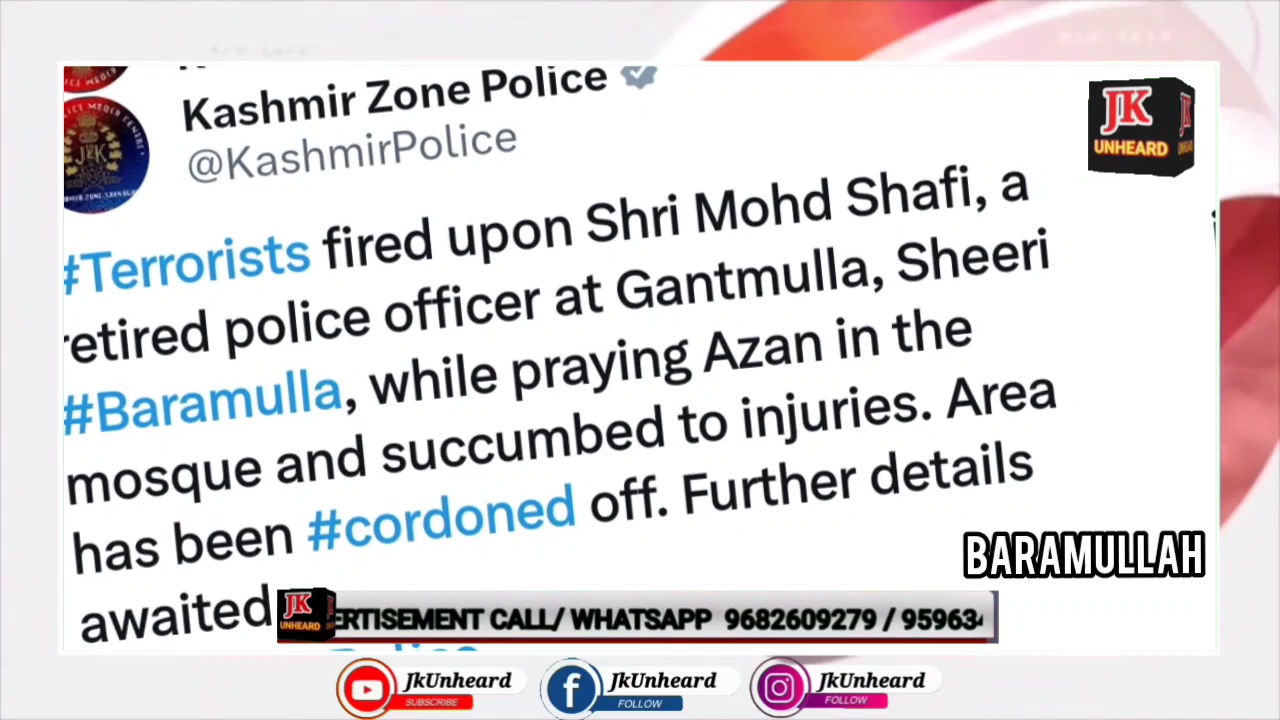 Kashmir Zone Police
@KashmirPolice
JK
UNHEARD
#Terrorists fired upon Shri Mohd Shafi, a
retired police officer at Gantmulla, Sheeri
#Baramulla, while praying Azan in the
mosque and succumbed to injuries. Area
has been #cordoned off. Further details
awaited
BARAMULLAH
JK
UNHEARD
ERTISEMENT CALL/ WHATSAPP 9682609279 / 95963
JkUnheard
SUBSCRIBE
JkUnheard
FOLLOW
JkUnheard
FOLLOW